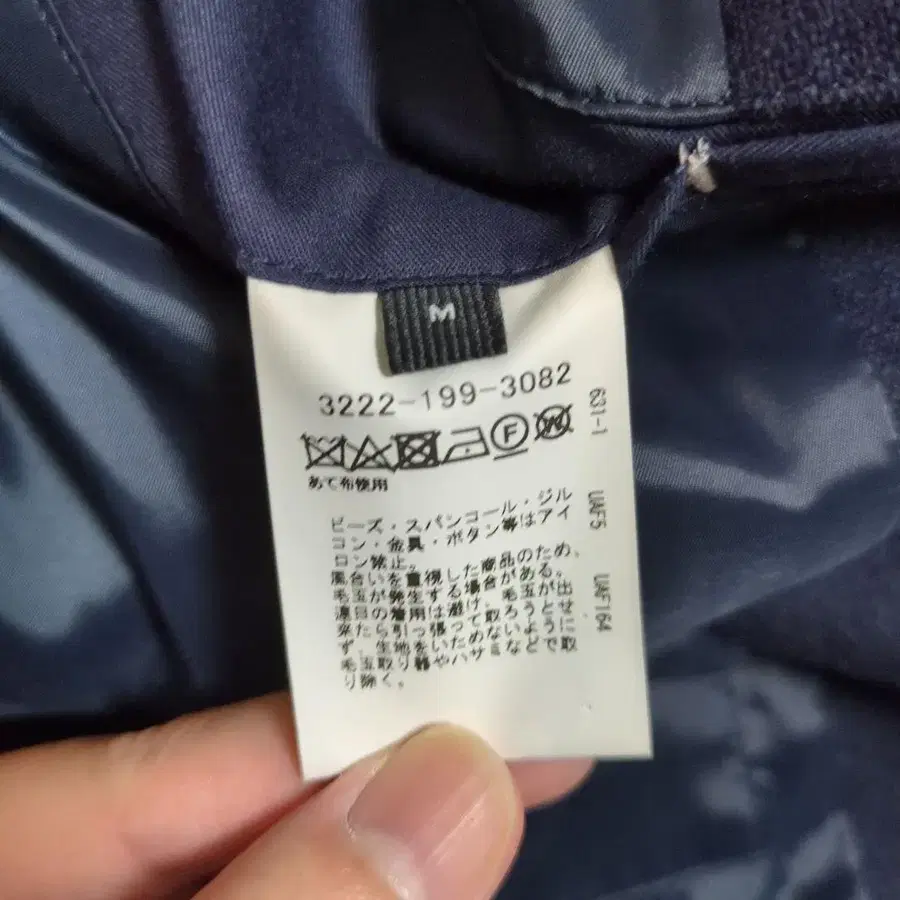 M
3222-199-3082
F
W
あて布使用
ビーズ・スパンコール・ジル
コン・金具・ボタン等はアイ
ロン禁止。
風合いを重視した商品のため、
毛玉が発生する場合がある。
連日の着用は避け、毛玉が出
来たら引っ張って取ろうとせ
ず、生地をいためないように
毛玉取り器やハサミなどで取
り除く。
631-1 UAF5 UAF164